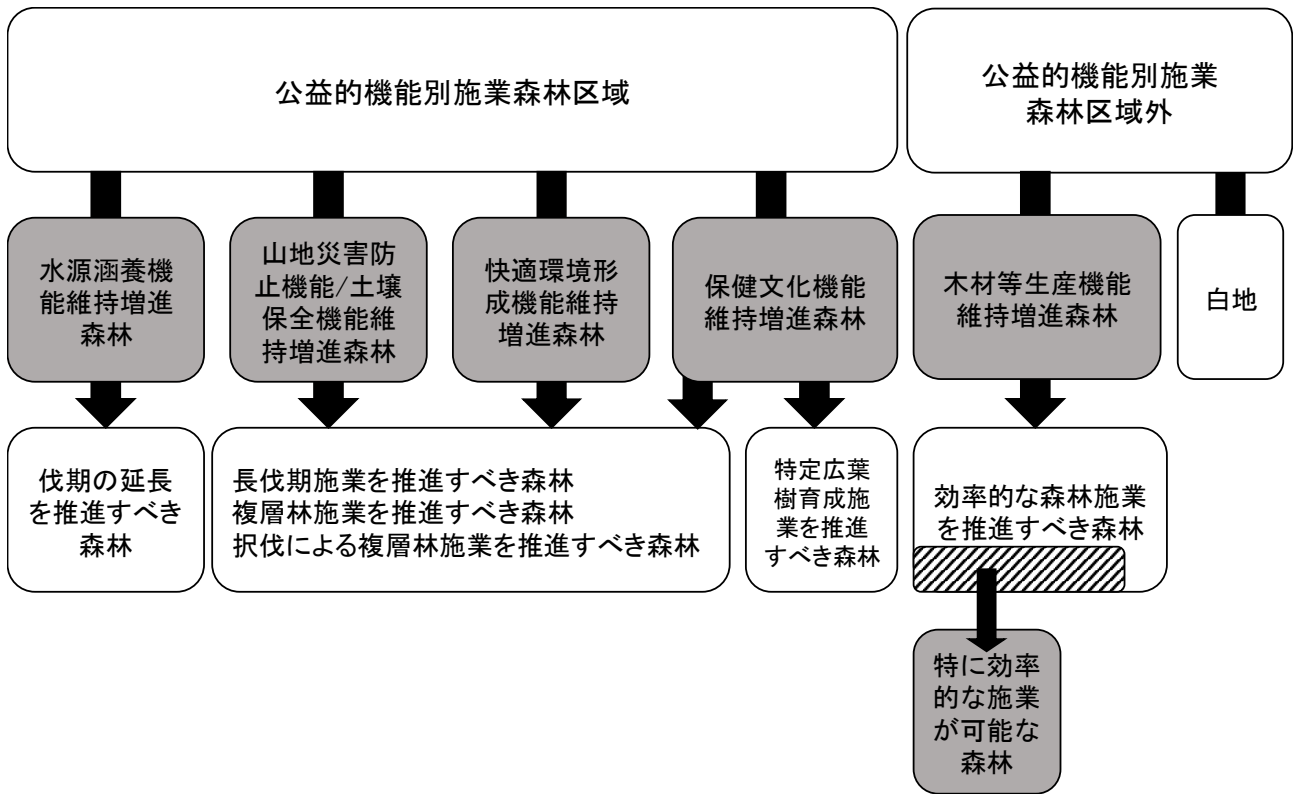 公益的機能別施業森林区域
公益的機能別施業
森林区域外
水源涵養機
能維持増進
森林
山地災害防
止機能/土壌
保全機能維
持増進森林
快適環境形
成機能維持
増進森林
保健文化機能
維持増進森林
木材等生産機能
維持増進森林
白地
伐期の延長
を推進すべき
森林
長伐期施業を推進すべき森林
複層林施業を推進すべき森林
択伐による複層林施業を推進すべき森林
特定広葉
樹育成施
業を推進
すべき森林
効率的な森林施業
を推進すべき森林
特に効率
的な施業
が可能な
森林